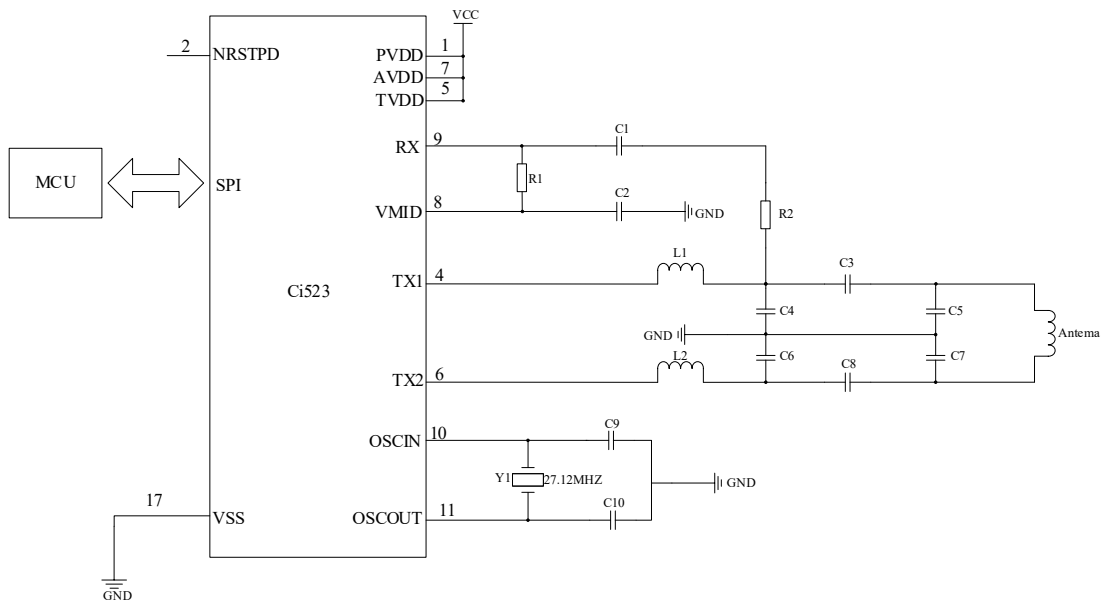 VCC
2
NRSTPD
PVDD
1
AVDD
7
TVDD
5
RX
9
C1
MCU
SPI
R1
VMID
8
C2
GND
R2
L1
C3
TX1
4
Ci523
C4
C5
GND
Antema
L2
C6
C7
C8
TX2
6
OSCIN
10
C9
Y1
27.12MHZ
GND
17
VSS
OSCOUT
11
C10
GND